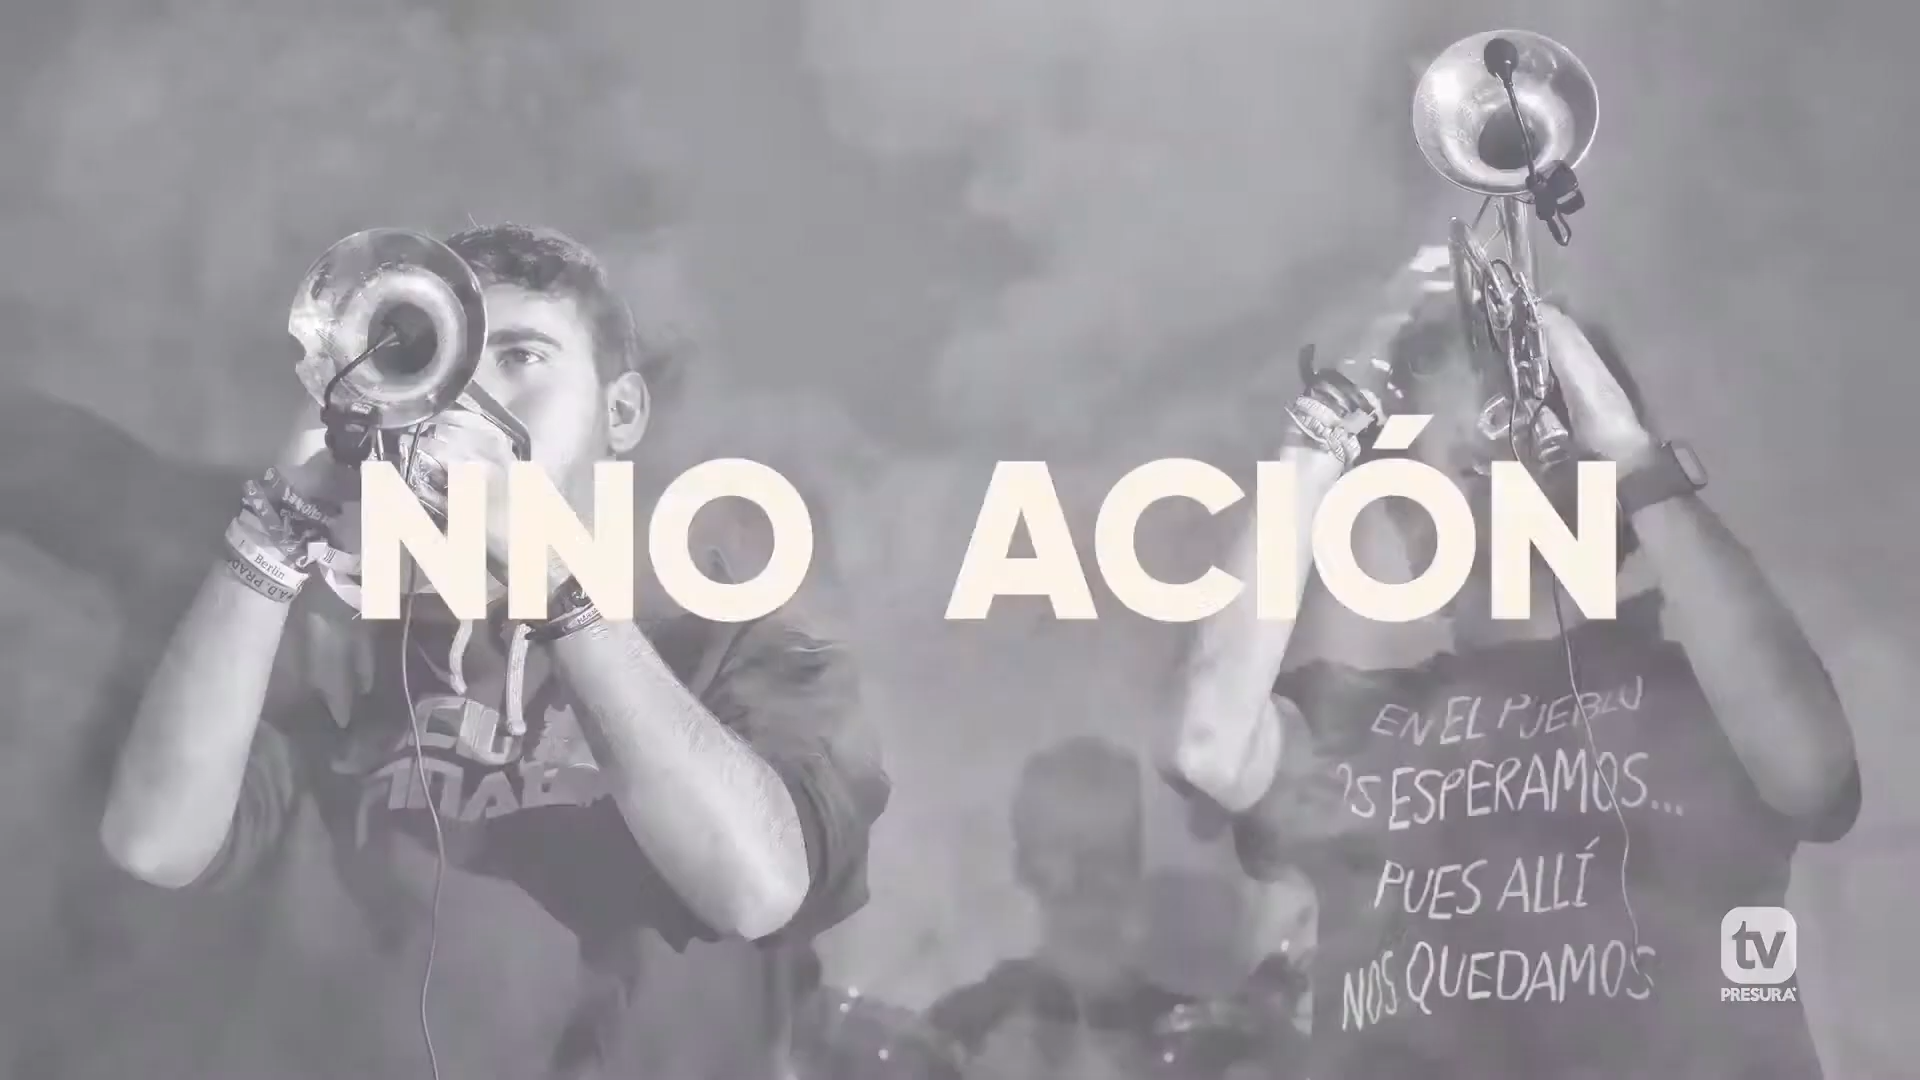 NNO ACIÓN
Berlin
EN EL PUEBLO
OS ESPERAMOS...
PUES ALLÍ
NOS QUEDAMOS
tv
PRESURA